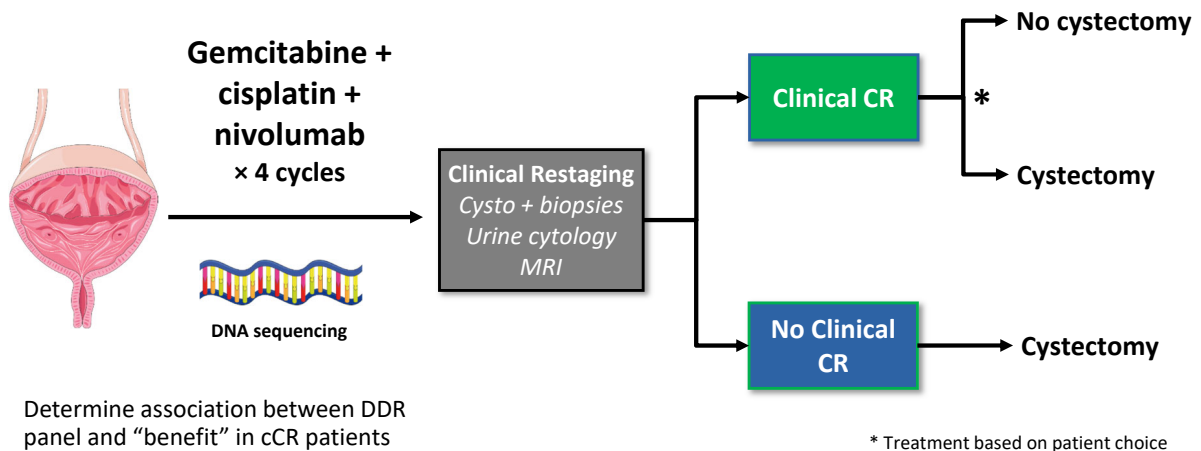 Gemcitabine +
cisplatin +
nivolumab
× 4 cycles
DNA sequencing
Clinical Restaging
Cysto + biopsies
Urine cytology
MRI
Clinical CR
*
No cystectomy
Cystectomy
No Clinical
CR
Cystectomy
Determine association between DDR
panel and “benefit” in cCR patients
* Treatment based on patient choice